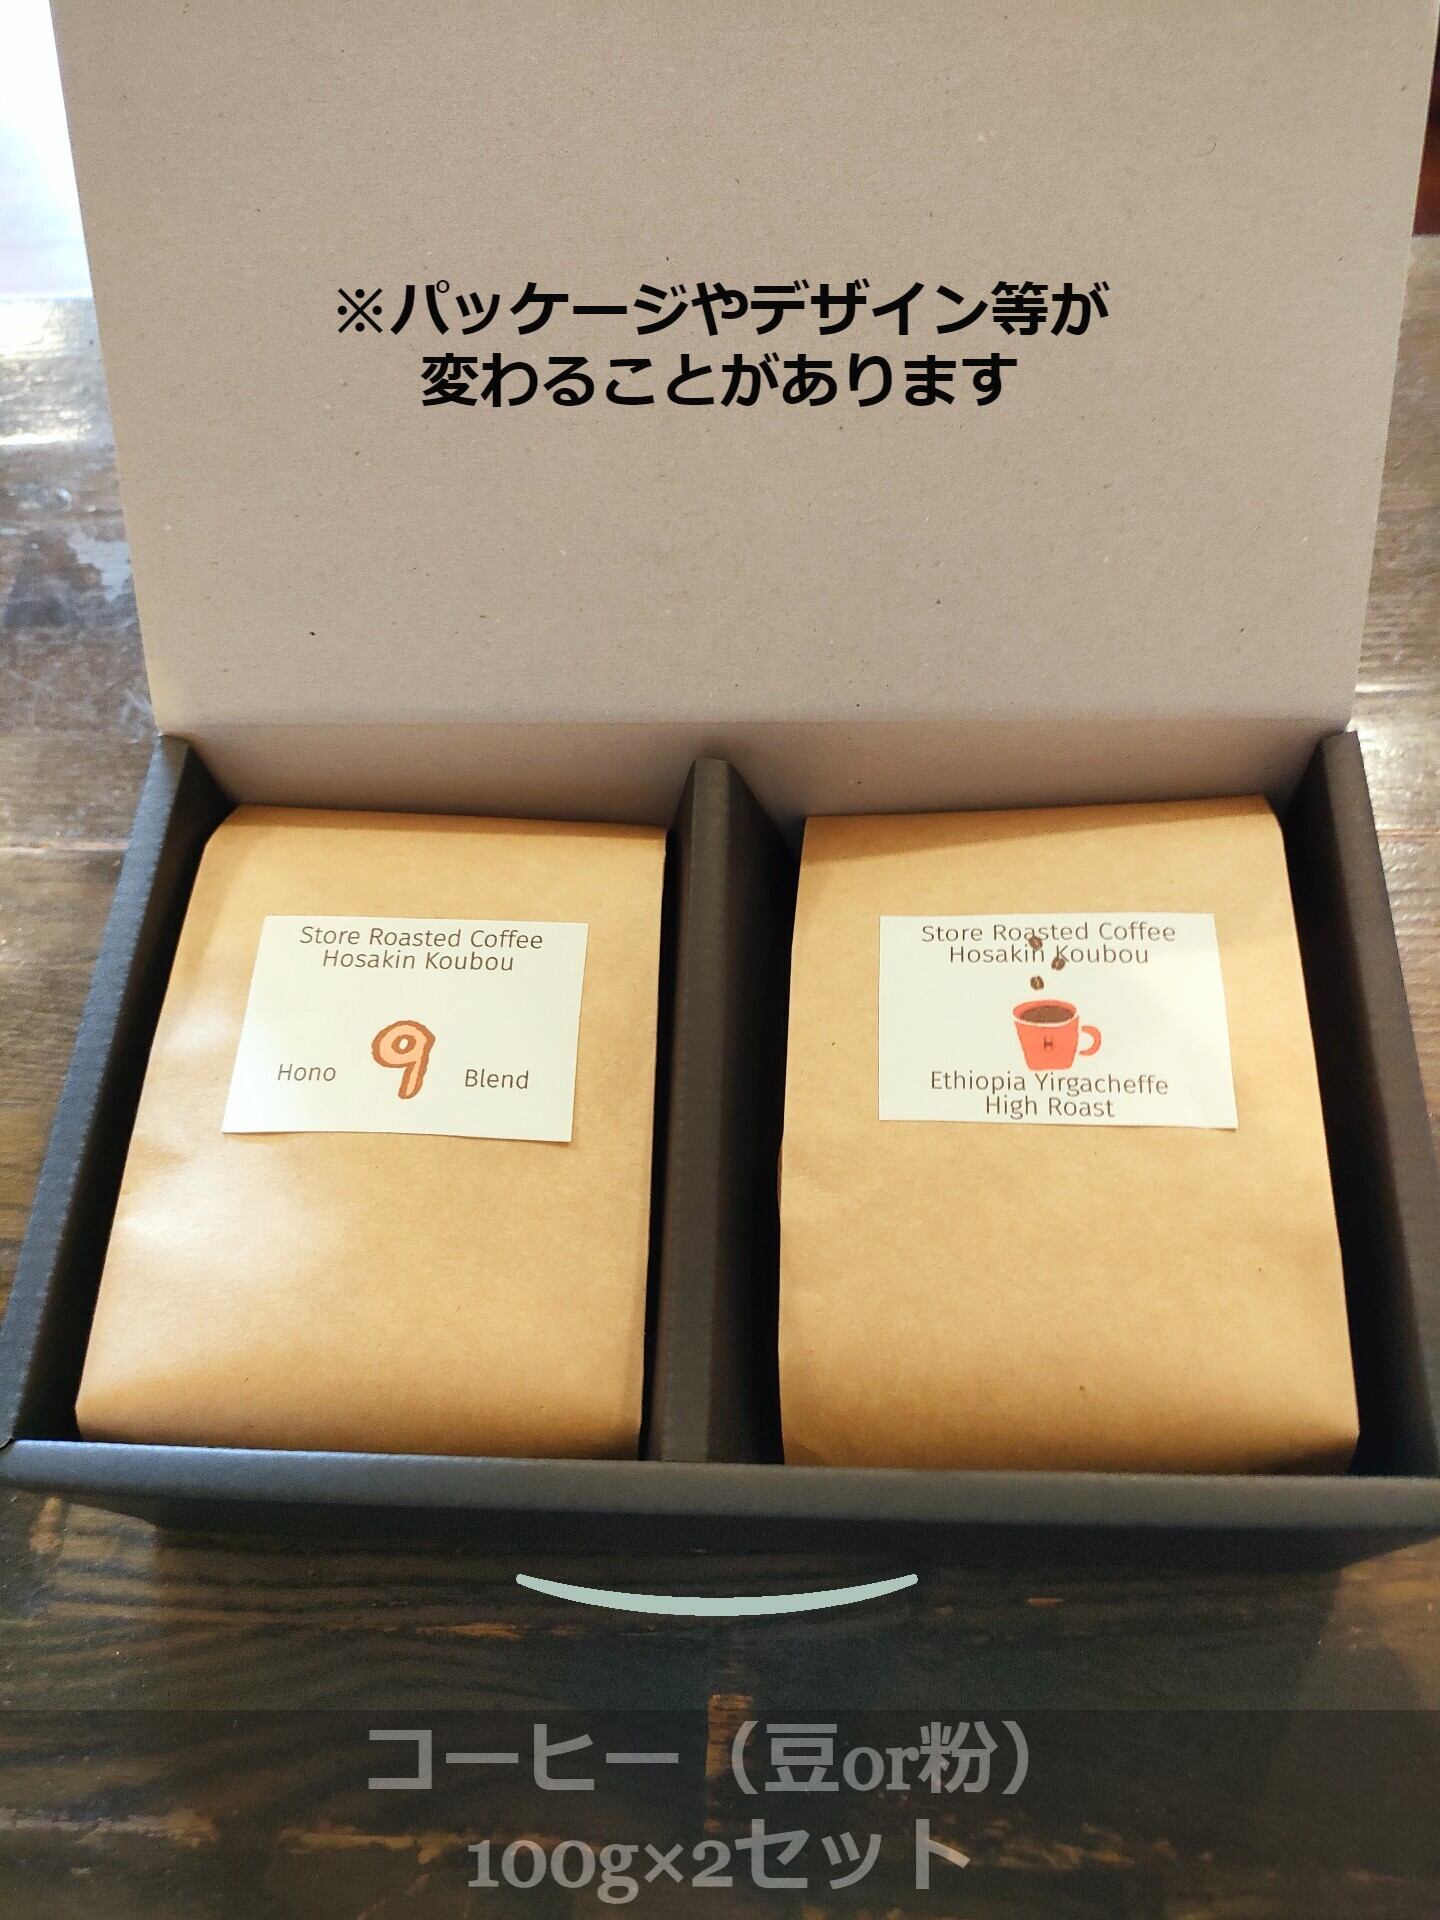 ※パッケージやデザイン等が
変わることがあります
Store Roasted Coffee
Hosakin Koubou
Hono
9
Blend
Store Roasted Coffee
Hosakin Koubou
H
Ethiopia Yirgacheffe
High Roast
コーヒー（豆or粉）
100g×2セット